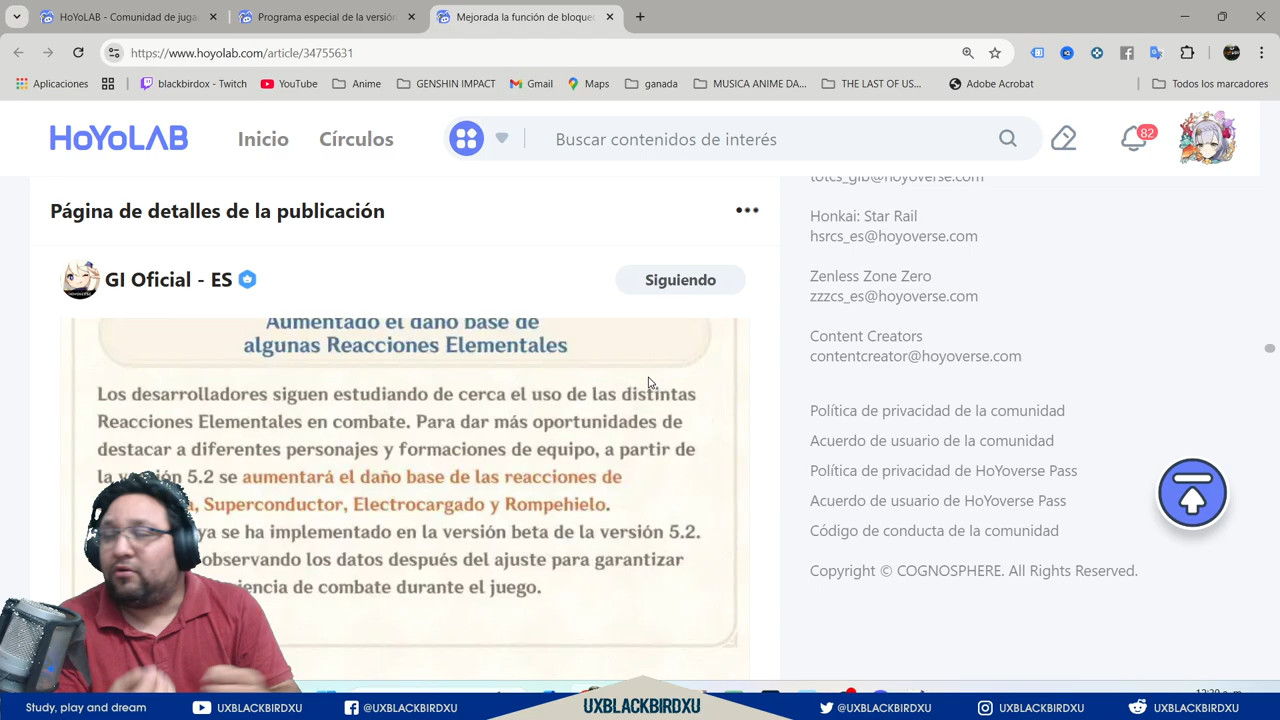 HoYoLAB - Comunidad de juga
Programa especial de la versión
Mejorada la función de bloqueo
https://www.hoyolab.com/article/34755631
Aplicaciones
blackbirdox - Twitch
YouTube
Anime
GENSHIN IMPACT
Gmail
Maps
ganada
MUSICA ANIME DA...
THE LAST OF US...
Adobe Acrobat
Todos los marcadores
HoYoLAB
Inicio
Círculos
Buscar contenidos de interés
82
Página de detalles de la publicación
GI Oficial - ES
Siguiendo
Aumentado el daño base de
algunas Reacciones Elementales
Los desarrolladores siguen estudiando de cerca el uso de las distintas
Reacciones Elementales en combate. Para dar más oportunidades de
destacar a diferentes personajes y formaciones de equipo, a partir de
la versión 5.2 se aumentará el daño base de las reacciones de
Superconductor, Electrocargado y Rompehielo.
ya se ha implementado en la versión beta de la versión 5.2.
observando los datos después del ajuste para garantizar
de combate durante el juego.
totcs_glb@hoyoverse.com
Honkai: Star Rail
hsrcs_es@hoyoverse.com
Zenless Zone Zero
zzzcs_es@hoyoverse.com
Content Creators
contentcreator@hoyoverse.com
Política de privacidad de la comunidad
Acuerdo de usuario de la comunidad
Política de privacidad de HoYoverse Pass
Acuerdo de usuario de HoYoverse Pass
Código de conducta de la comunidad
Copyright © COGNOSPHERE. All Rights Reserved.
Study, play and dream
UXBLACKBIRDXU
@UXBLACKBIRDXU
UXBLACKBIRDXU
@UXBLACKBIRDXU
UXBLACKBIRDXU
UXBLACKBIRDXU